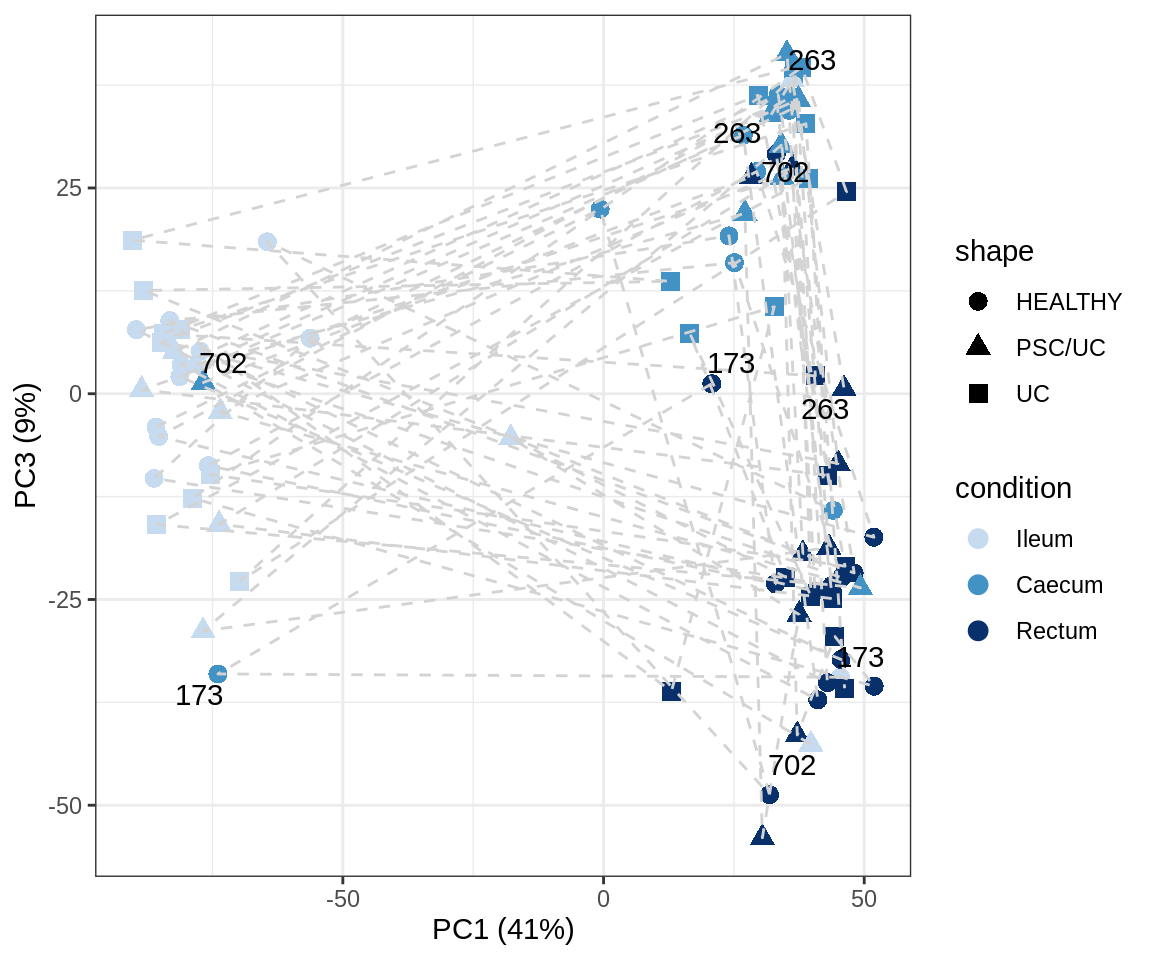 263
263
702
25
702
173
0
263
PC3 (9%)
-25
173
173
702
-50
-50
0
50
PC1 (41%)
shape
HEALTHY
PSC/UC
UC
condition
Ileum
Caecum
Rectum